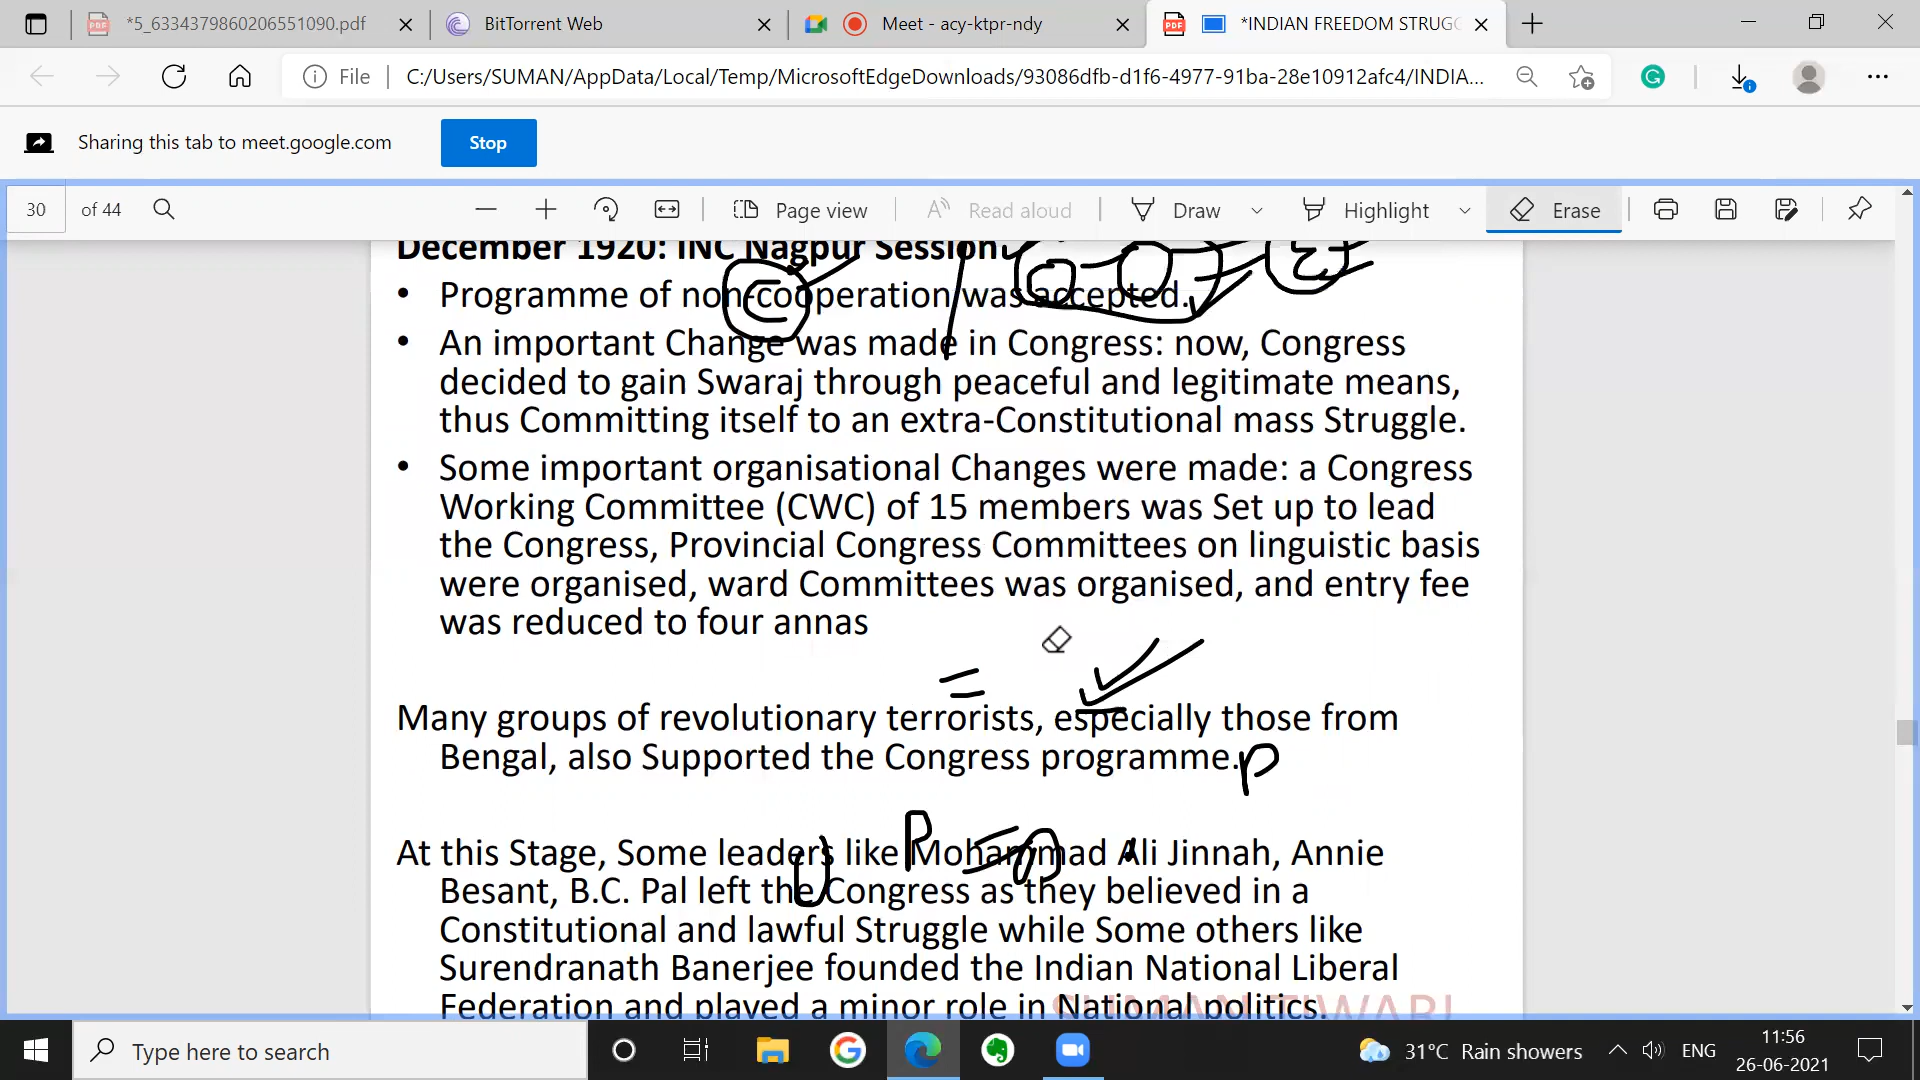 *5_6334379860206551090.pdf
BitTorrent Web
Meet - acy-ktpr-ndy
*INDIAN FREEDOM STRUGG
File
C:/Users/SUMAN/AppData/Local/Temp/MicrosoftEdgeDownloads/93086dfb-d1f6-4977-91ba-28e10912afc4/INDIA...
Sharing this tab to meet.google.com
Stop
30 of 44
Page view
Read aloud
Draw
Highlight
Erase
December 1920: INC Nagpur Session.
• Programme of non-cooperation was accepted.
• An important Change was made in Congress: now, Congress
decided to gain Swaraj through peaceful and legitimate means,
thus Committing itself to an extra-Constitutional mass Struggle.
• Some important organisational Changes were made: a Congress
Working Committee (CWC) of 15 members was Set up to lead
the Congress, Provincial Congress Committees on linguistic basis
were organised, ward Committees was organised, and entry fee
was reduced to four annas
Many groups of revolutionary terrorists, especially those from
Bengal, also Supported the Congress programme.
P
P
U
At this Stage, Some leaders like Mohammad Ali Jinnah, Annie
Besant, B.C. Pal left the Congress as they believed in a
Constitutional and lawful Struggle while Some others like
Surendranath Banerjee founded the Indian National Liberal
Federation and played a minor role in National politics.
SUMAN TIWARI
Type here to search
31°C Rain showers
ENG
11:56
26-06-2021